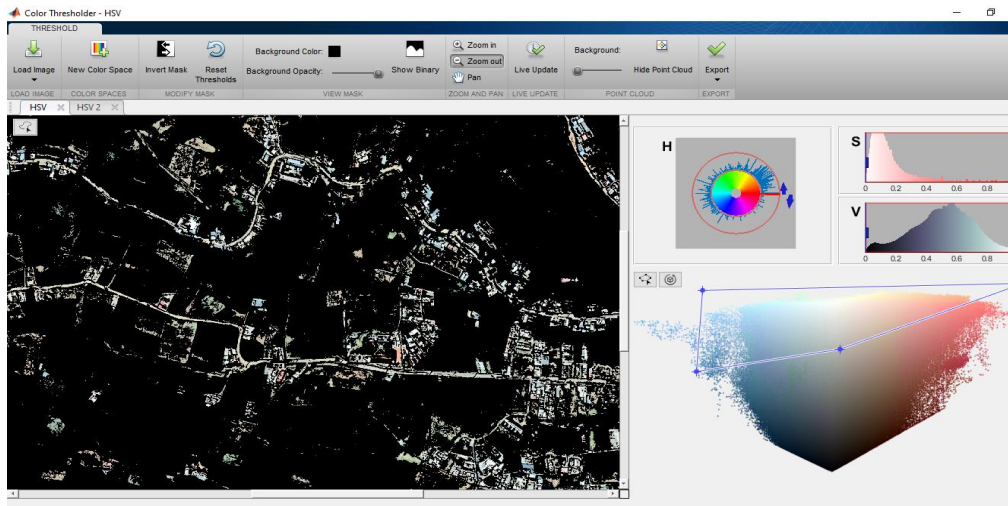 Color Thresholder - HSV
THRESHOLD
Load Image
New Color Space
Invert Mask
Reset Thresholds
Background Color:
Background Opacity:
Show Binary
Zoom in
Zoom out
Pan
Live Update
Background:
Hide Point Cloud
Export
LOAD IMAGE
COLOR SPACES
MODIFY MASK
VIEW MASK
ZOOM AND PAN
LIVE UPDATE
POINT CLOUD
EXPORT
HSV
HSV 2
H
S
0 0.2 0.4 0.6 0.8
V
0 0.2 0.4 0.6 0.8